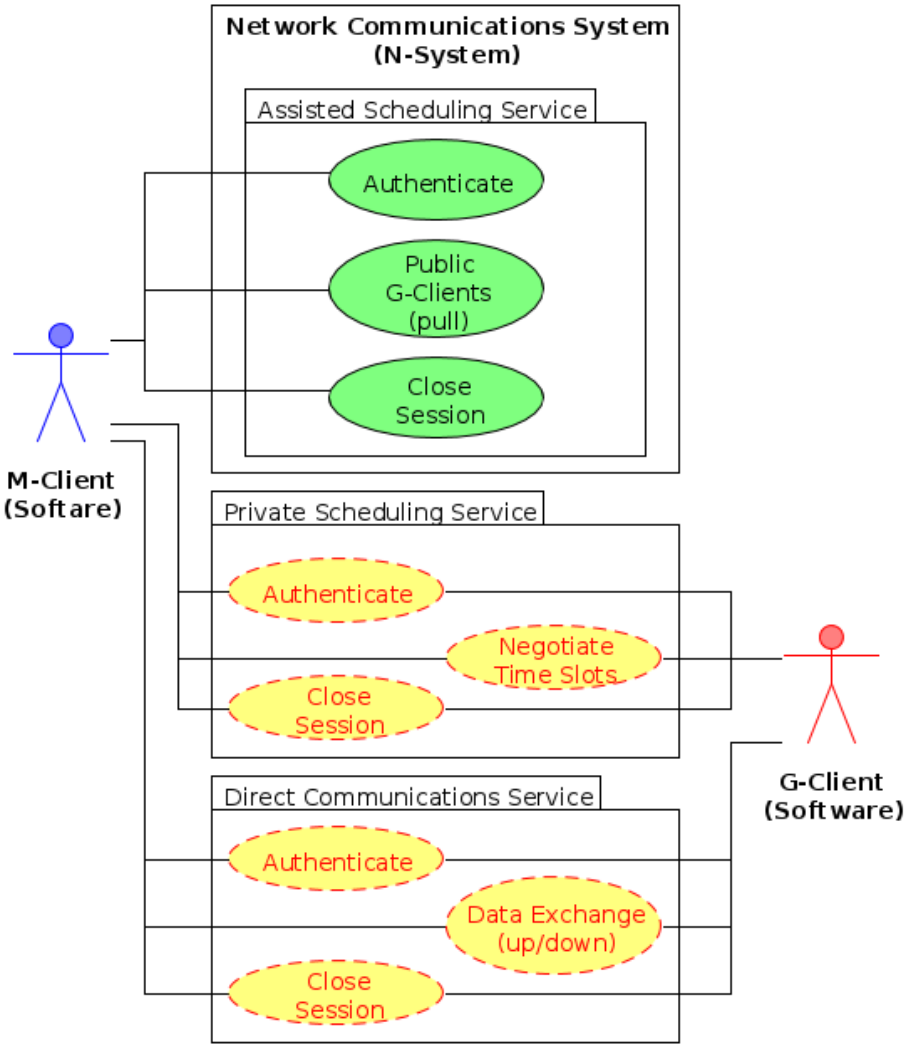 Network Communications System
(N-System)
Assisted Scheduling Service
Authenticate
Public
G-Clients
(pull)
Close
Session
M-Client
(Softare)
Private Scheduling Service
Authenticate
Negotiate
Time Slots
Close
Session
G-Client
(Software)
Direct Communications Service
Authenticate
Data Exchange
(up/down)
Close
Session